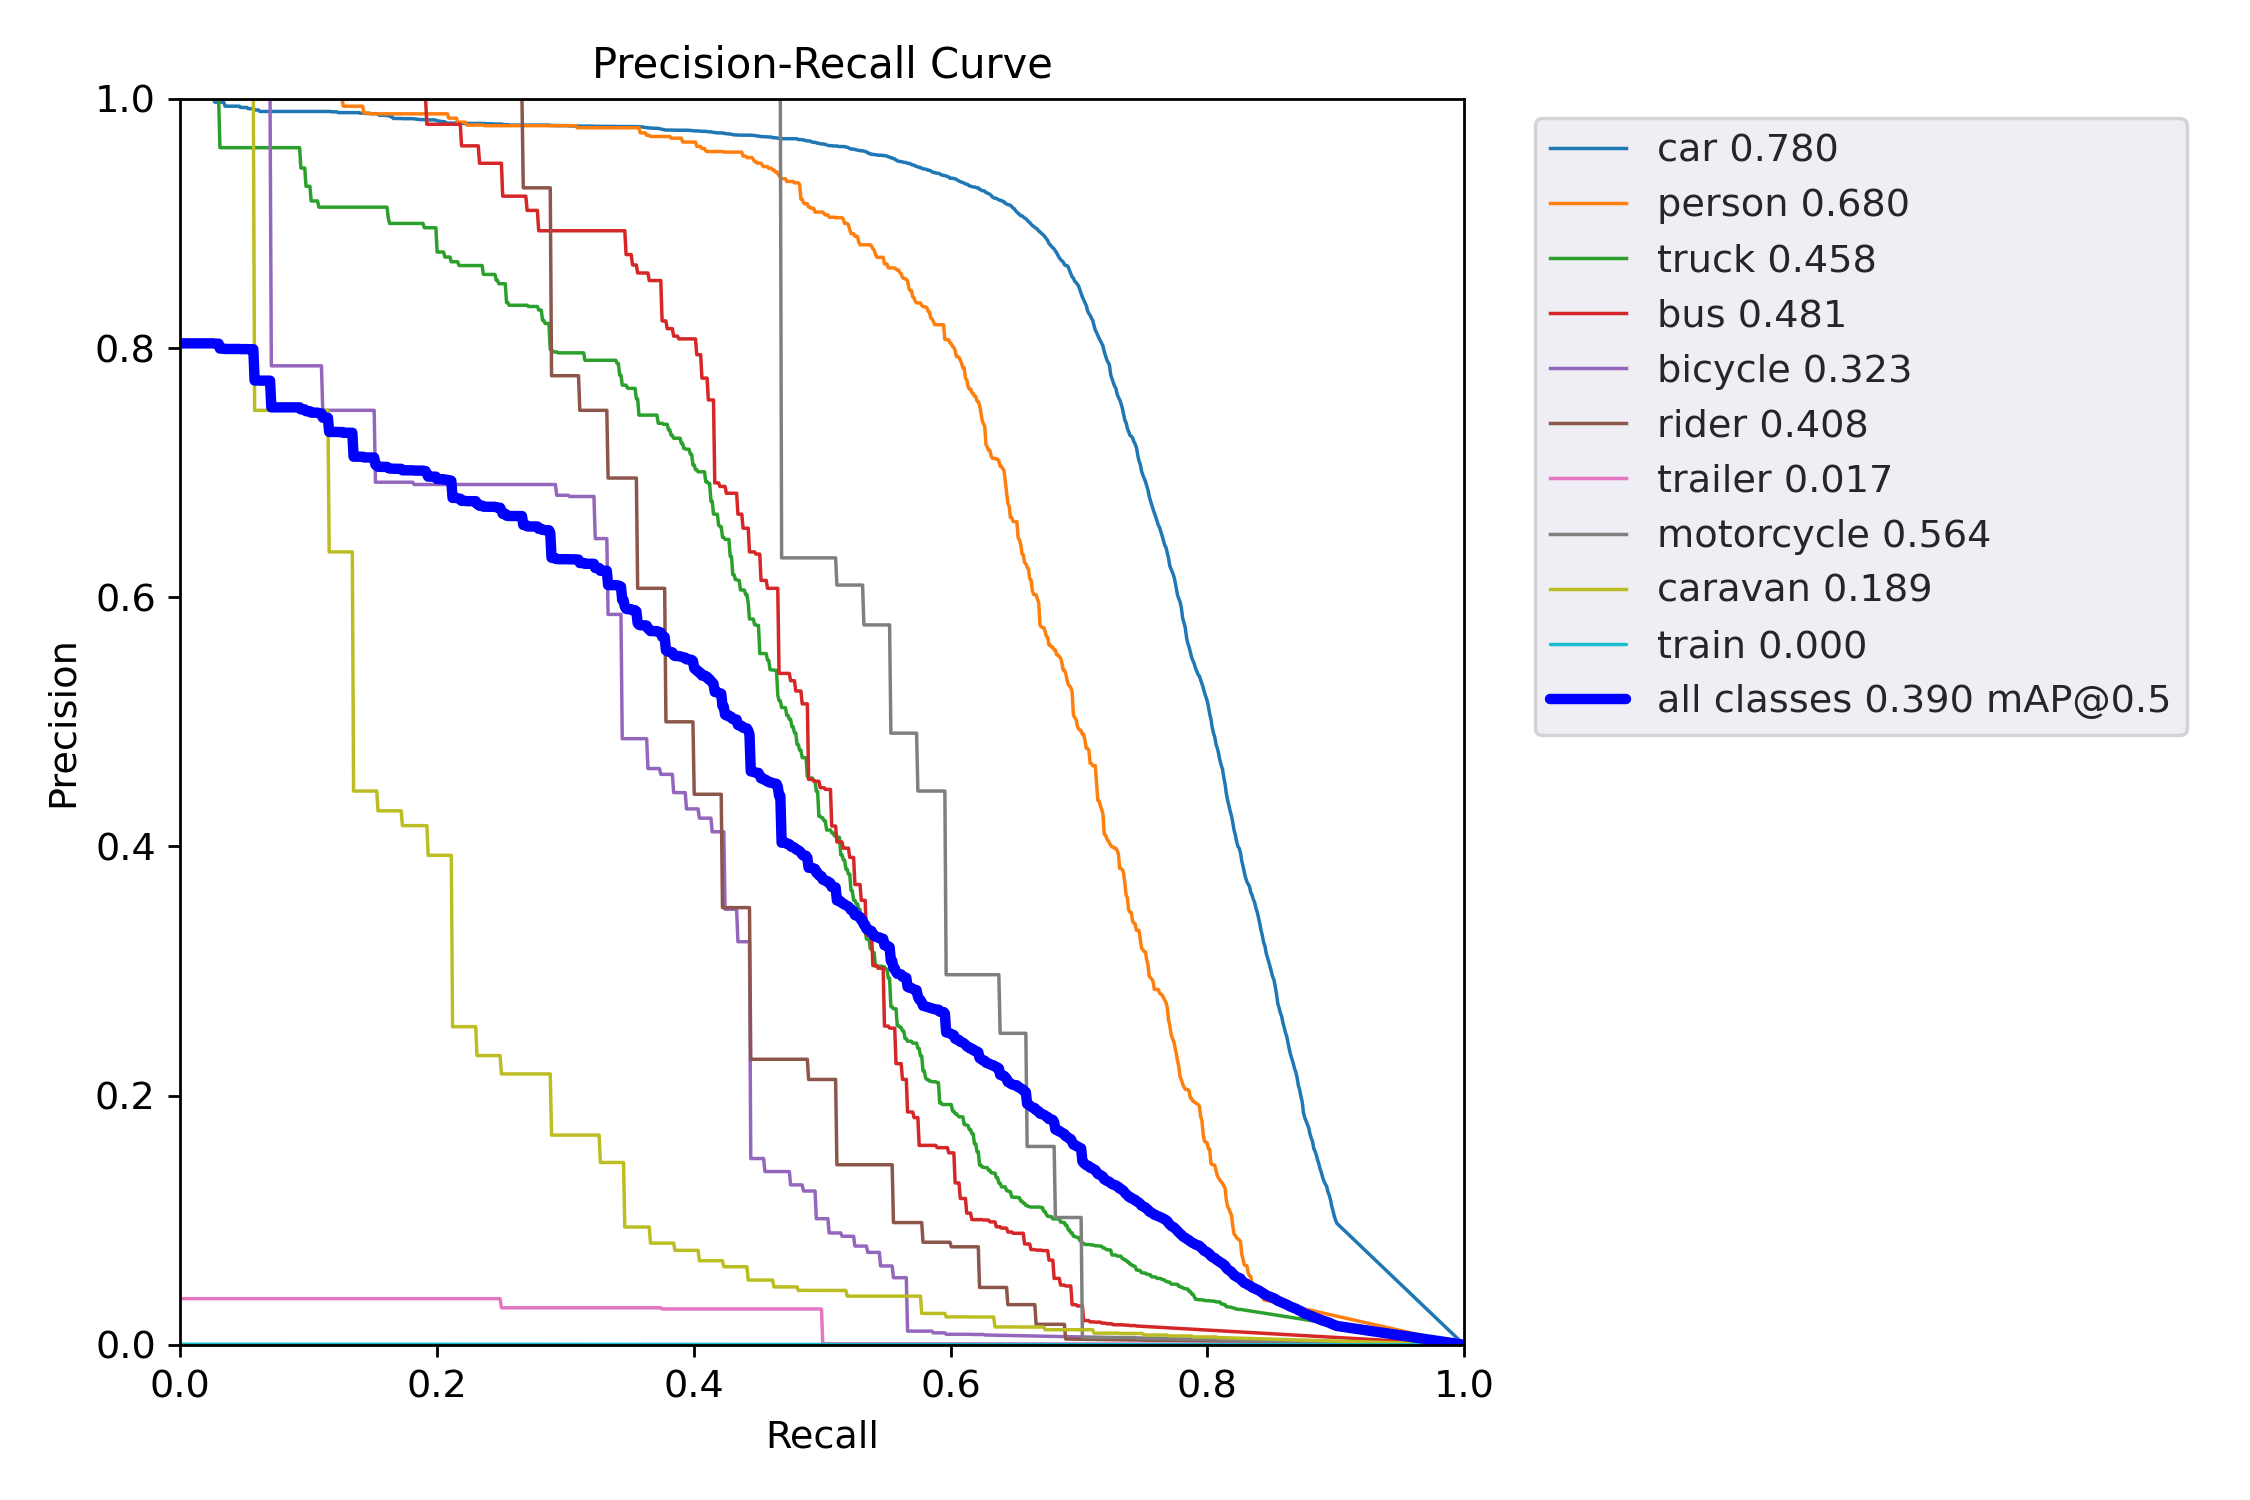 Precision-Recall Curve
1.0
0.8
0.6
0.4
0.2
0.0
Precision
0.0 0.2 0.4 0.6 0.8 1.0
Recall
car 0.780
person 0.680
truck 0.458
bus 0.481
bicycle 0.323
rider 0.408
trailer 0.017
motorcycle 0.564
caravan 0.189
train 0.000
all classes 0.390 mAP@0.5